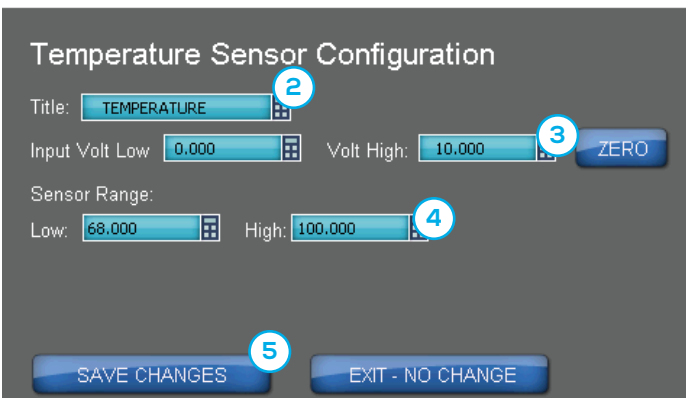 Temperature Sensor Configuration
2
Title: TEMPERATURE
3
Input Volt Low 0.000 Volt High: 10.000 ZERO
Sensor Range:
4
Low: 68.000 High: 100.000
5
SAVE CHANGES EXIT - NO CHANGE